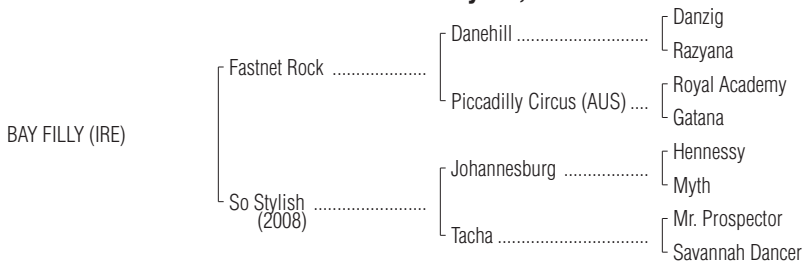 Danzig
Danehill ............................
Razyana
Fastnet Rock ....................
Royal Academy
Piccadilly Circus (AUS) ....
Gatana
BAY FILLY (IRE)
Hennessy
Johannesburg ..................
Myth
So Stylish ........................
(2008)
Mr. Prospector
Tacha ................................
Savannah Dancer